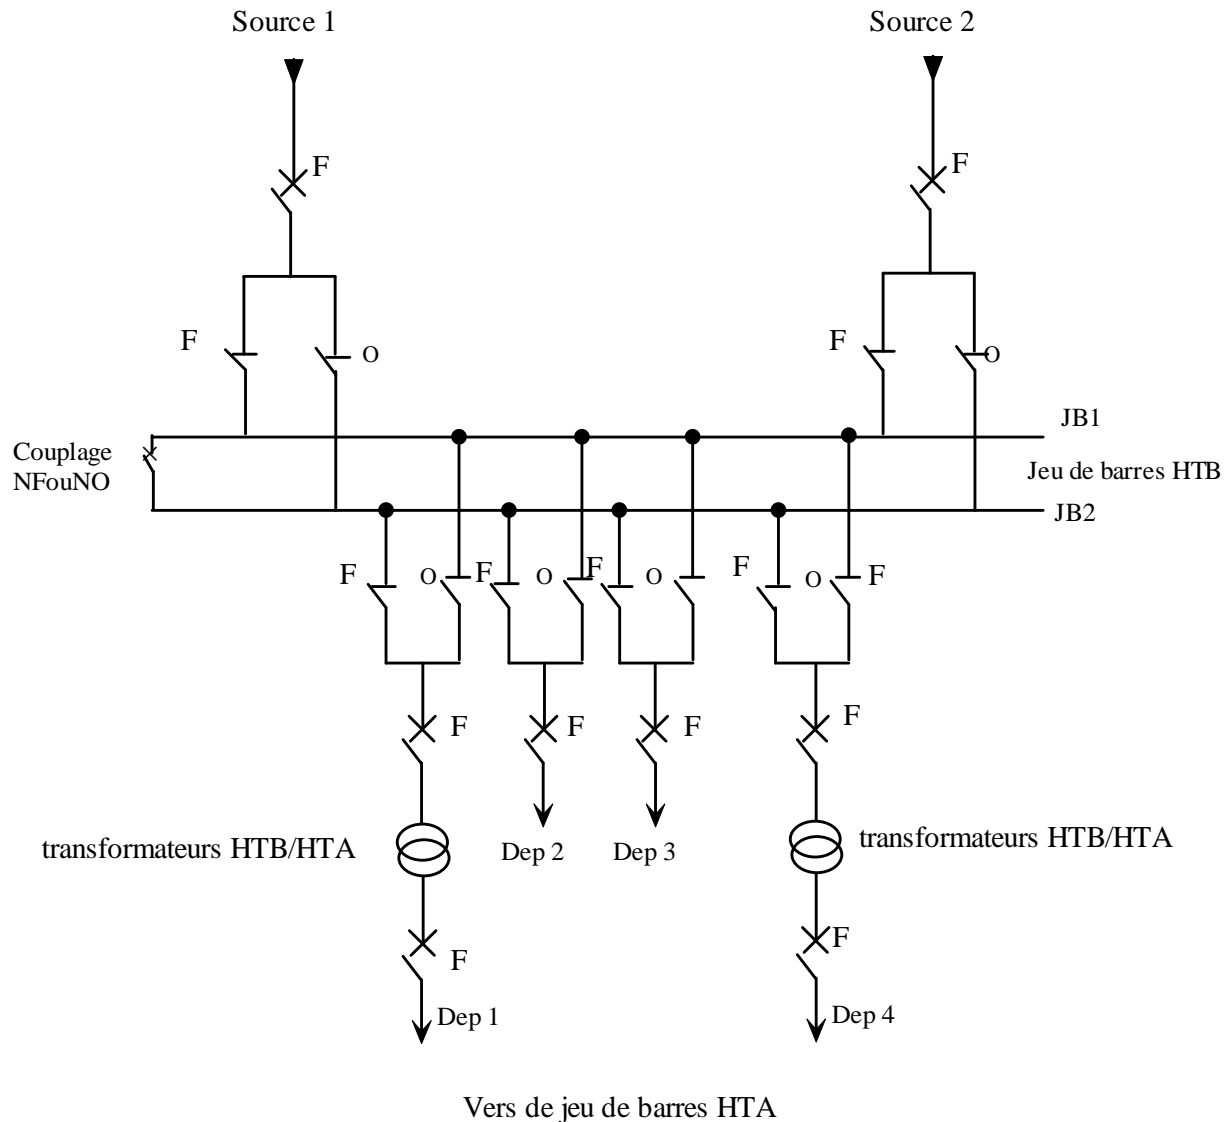 Source 1
Source 2
F
F
F
O
F
O
JB1
Couplage
NFouNO
Jeu de barres HTB
JB2
F
O
F
O
F
O
F
O
F
F
F
F
F
transformateurs HTB/HTA
Dep 2
Dep 3
transformateurs HTB/HTA
F
F
Dep 1
Dep 4
Vers de jeu de barres HTA